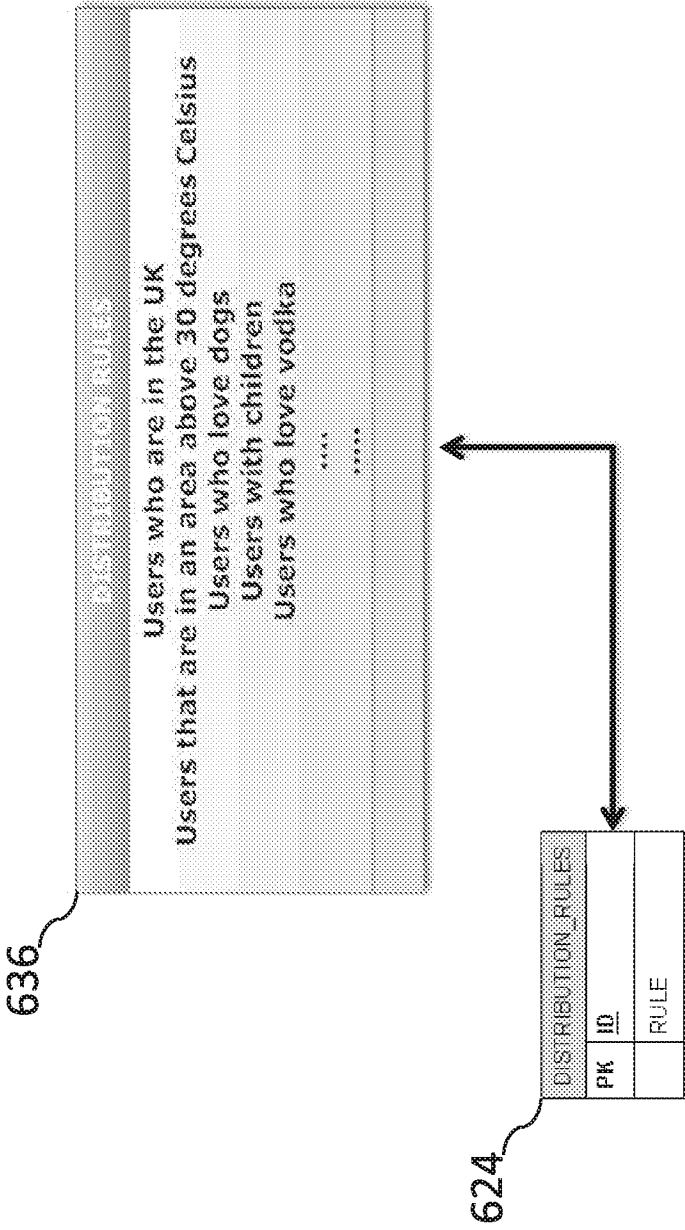 636
DISTRIBUTION RULES
Users who are in the UK
Users that are in an area above 30 degrees Celsius
Users who love dogs
Users with children
Users who love vodka
....
.....
624
DISTRIBUTION_RULES
PK ID
RULE